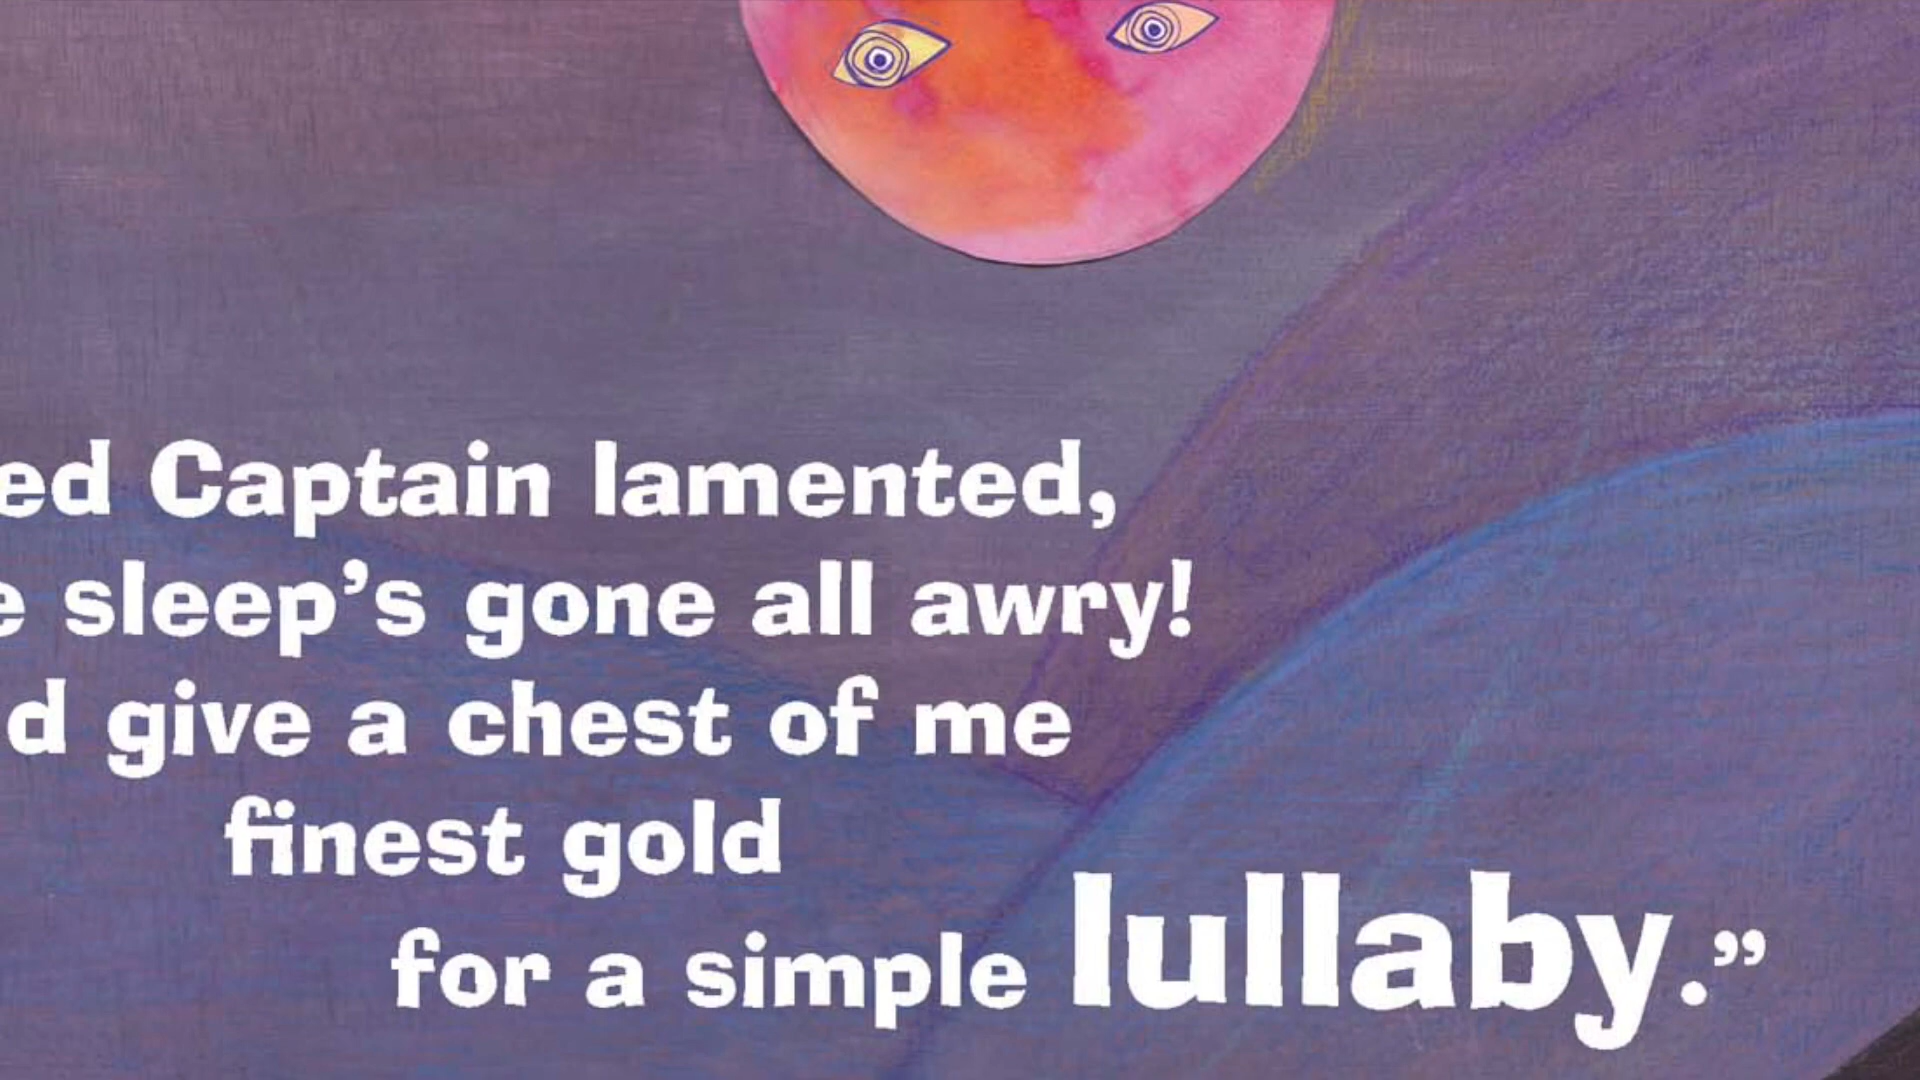 ed Captain lamented,
e sleep’s gone all awry!
d give a chest of me
finest gold
for a simple lullaby.”